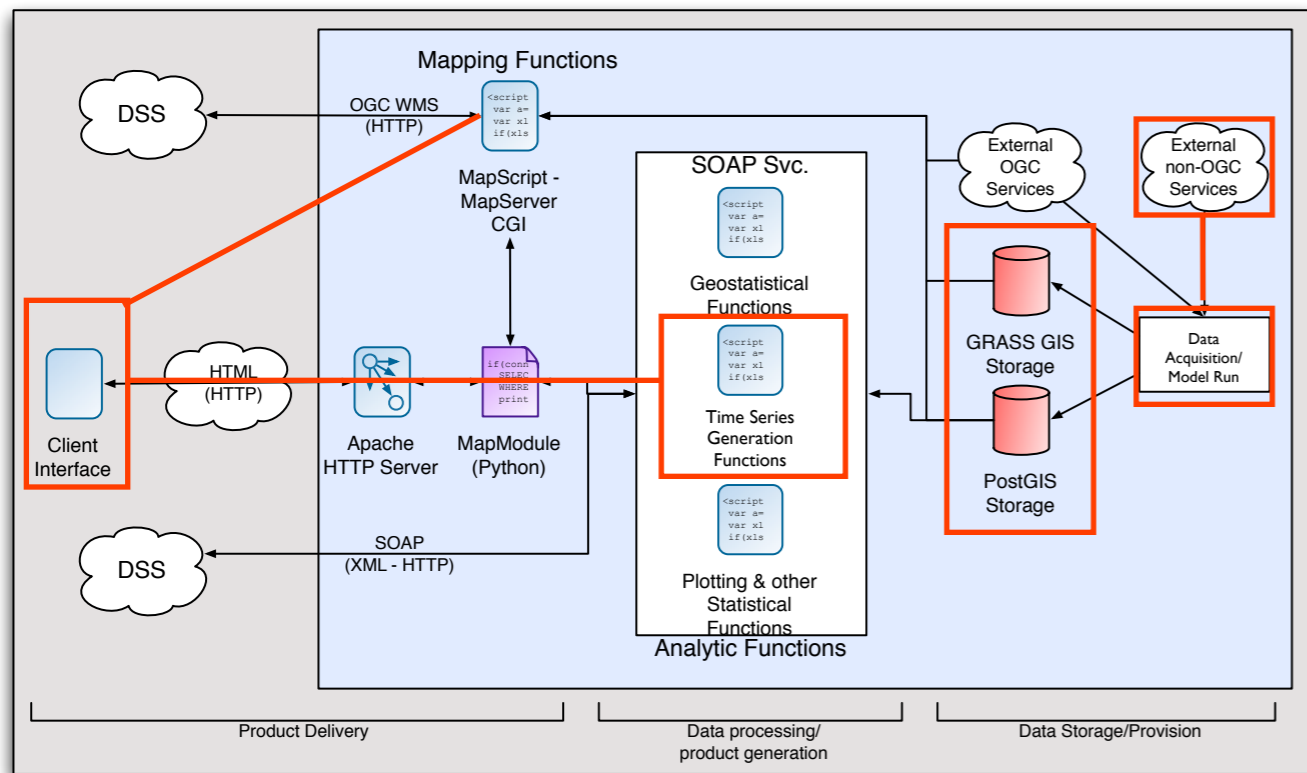 Mapping Functions
DSS
OGC WMS
(HTTP)
<script
var a=
var xl
if(xls
MapScript -
MapServer
CGI
SOAP Svc.
<script
var a=
var xl
if(xls
Geostatistical
Functions
<script
var a=
var xl
if(xls
Time Series
Generation
Functions
<script
var a=
var xl
if(xls
Plotting & other
Statistical
Functions
Analytic Functions
External
OGC
Services
External
non-OGC
Services
GRASS GIS
Storage
PostGIS
Storage
Data
Acquisition/
Model Run
Client
Interface
HTML
(HTTP)
Apache
HTTP Server
if(conn
SELEC
WHERE
print
MapModule
(Python)
DSS
SOAP
(XML - HTTP)
Product Delivery
Data processing/
product generation
Data Storage/Provision